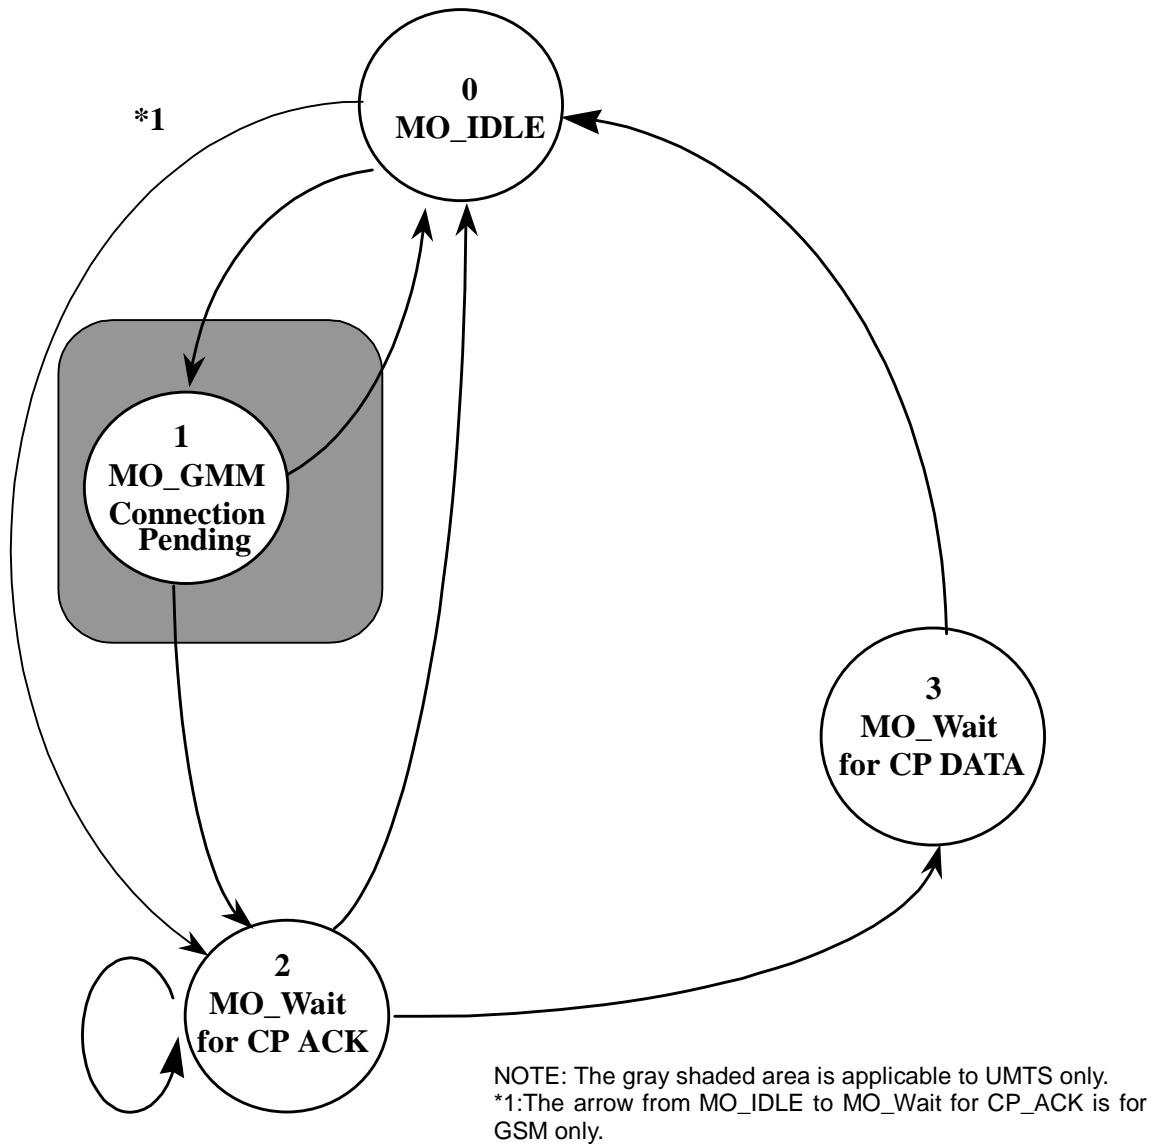 0
MO_IDLE
*1
1
MO_GMM
Connection
Pending
3
MO_Wait
for CP DATA
2
MO_Wait
for CP ACK
NOTE: The gray shaded area is applicable to UMTS only.
*1:The arrow from MO_IDLE to MO_Wait for CP_ACK is for
GSM only.